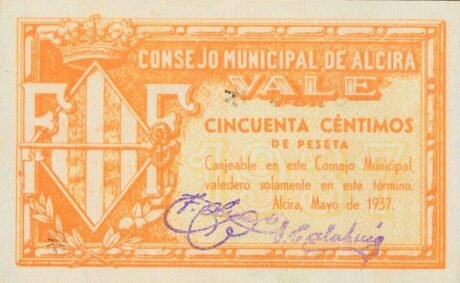 CONSEJO MUNICIPAL DE ALCIRA
VALE
CINCUENTA CÉNTIMOS
DE PESETA
Canjeable en este Consejo Municipal,
valedero solamente en este término.
Alcira, Mayo de 1937.